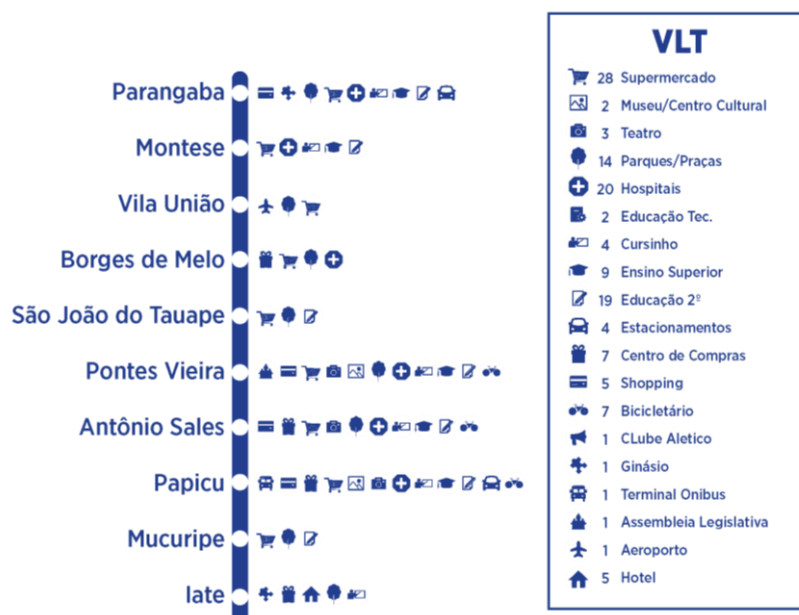 Parangaba
Montese
Vila União
Borges de Melo
São João do Tauape
Pontes Vieira
Antônio Sales
Papicu
Mucuripe
Iate
VLT
28 Supermercado
2 Museu/Centro Cultural
3 Teatro
14 Parques/Praças
20 Hospitais
2 Educação Tec.
4 Cursinho
9 Ensino Superior
19 Educação 2º
4 Estacionamentos
7 Centro de Compras
5 Shopping
7 Bicicletário
1 CLube Aletico
1 Ginásio
1 Terminal Onibus
1 Assembleia Legislativa
1 Aeroporto
5 Hotel